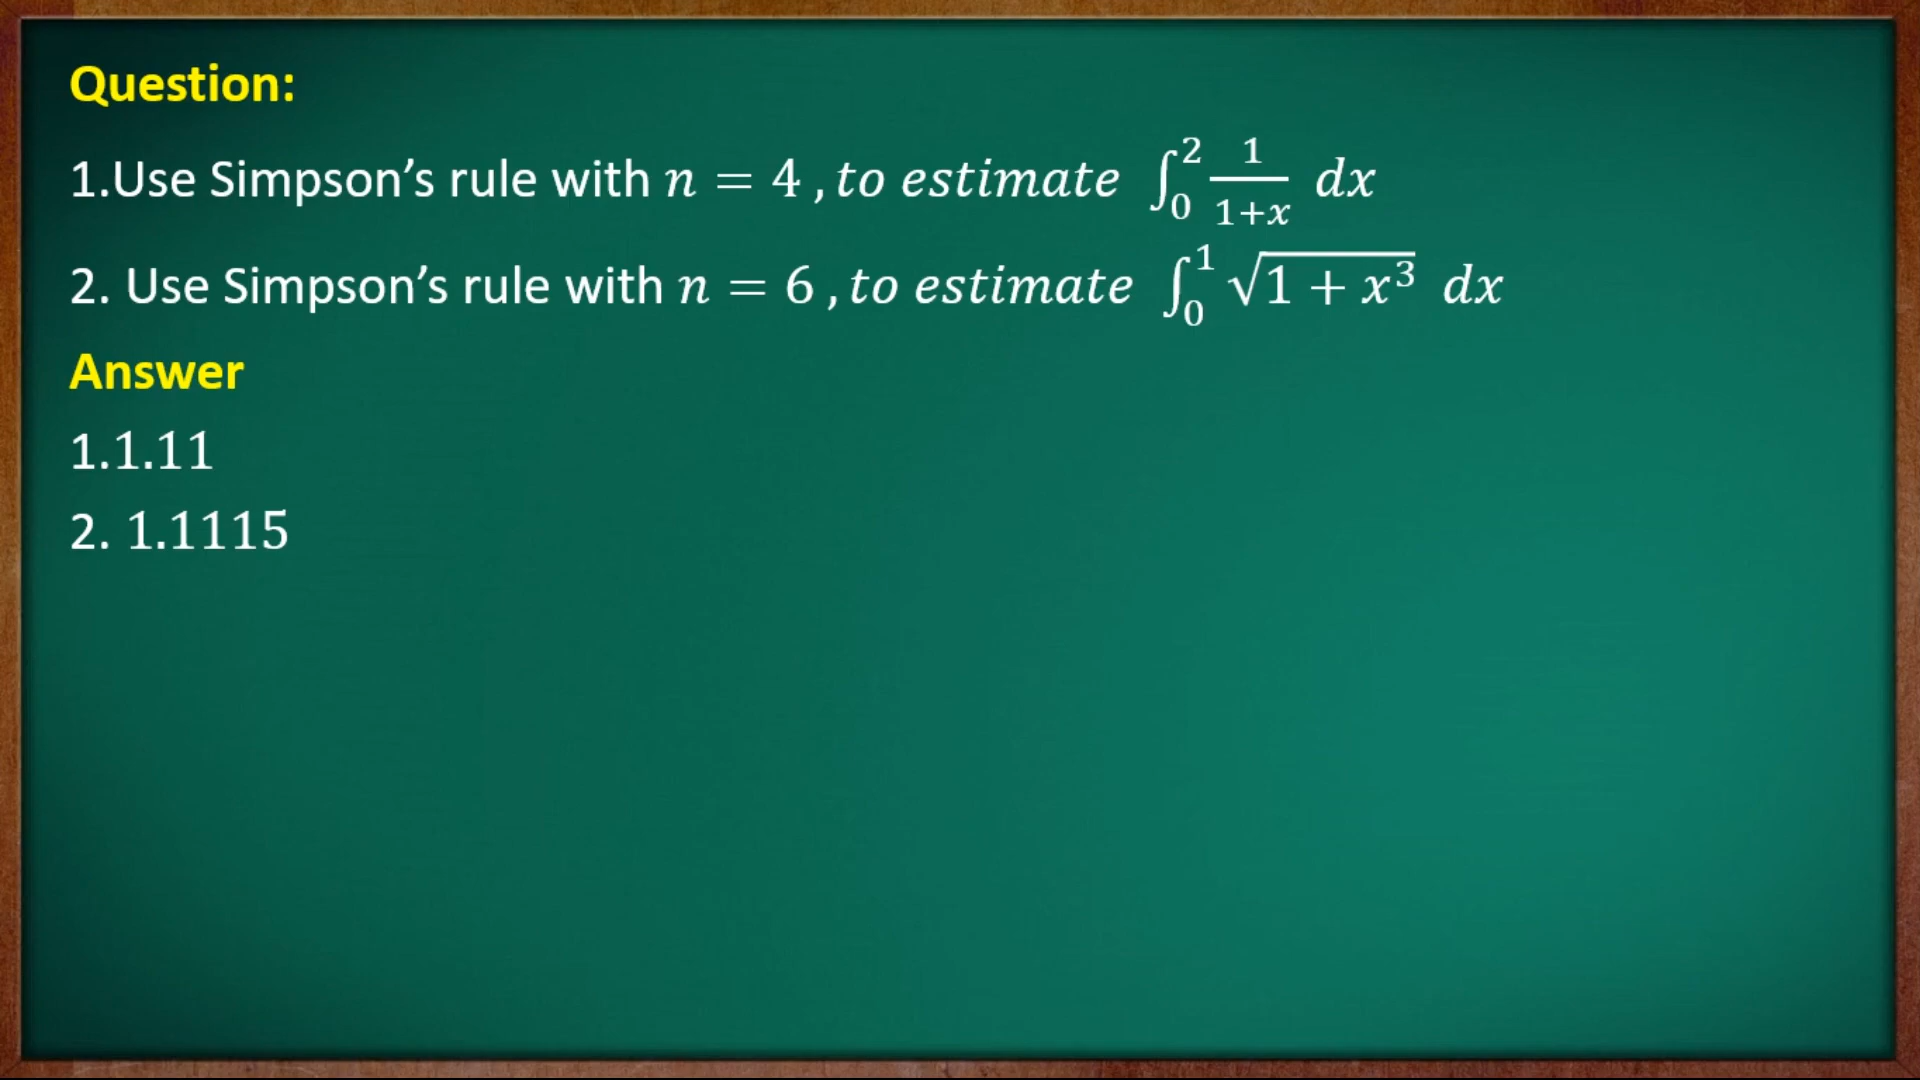 Question:
1.Use Simpson’s rule with n = 4 , to estimate ∫₀² 1/(1+x) dx
2. Use Simpson’s rule with n = 6 , to estimate ∫₀¹ √(1 + x³) dx
Answer
1.1.11
2. 1.1115